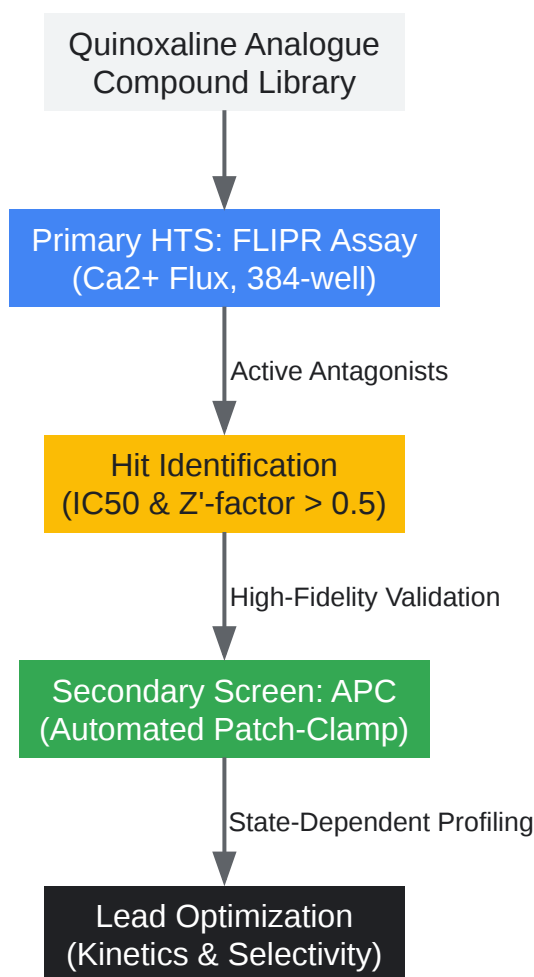 Quinoxaline Analogue
Compound Library
Primary HTS: FLIPR Assay
(Ca2+ Flux, 384-well)
Active Antagonists
Hit Identification
(IC50 & Z'-factor > 0.5)
High-Fidelity Validation
Secondary Screen: APC
(Automated Patch-Clamp)
State-Dependent Profiling
Lead Optimization
(Kinetics & Selectivity)